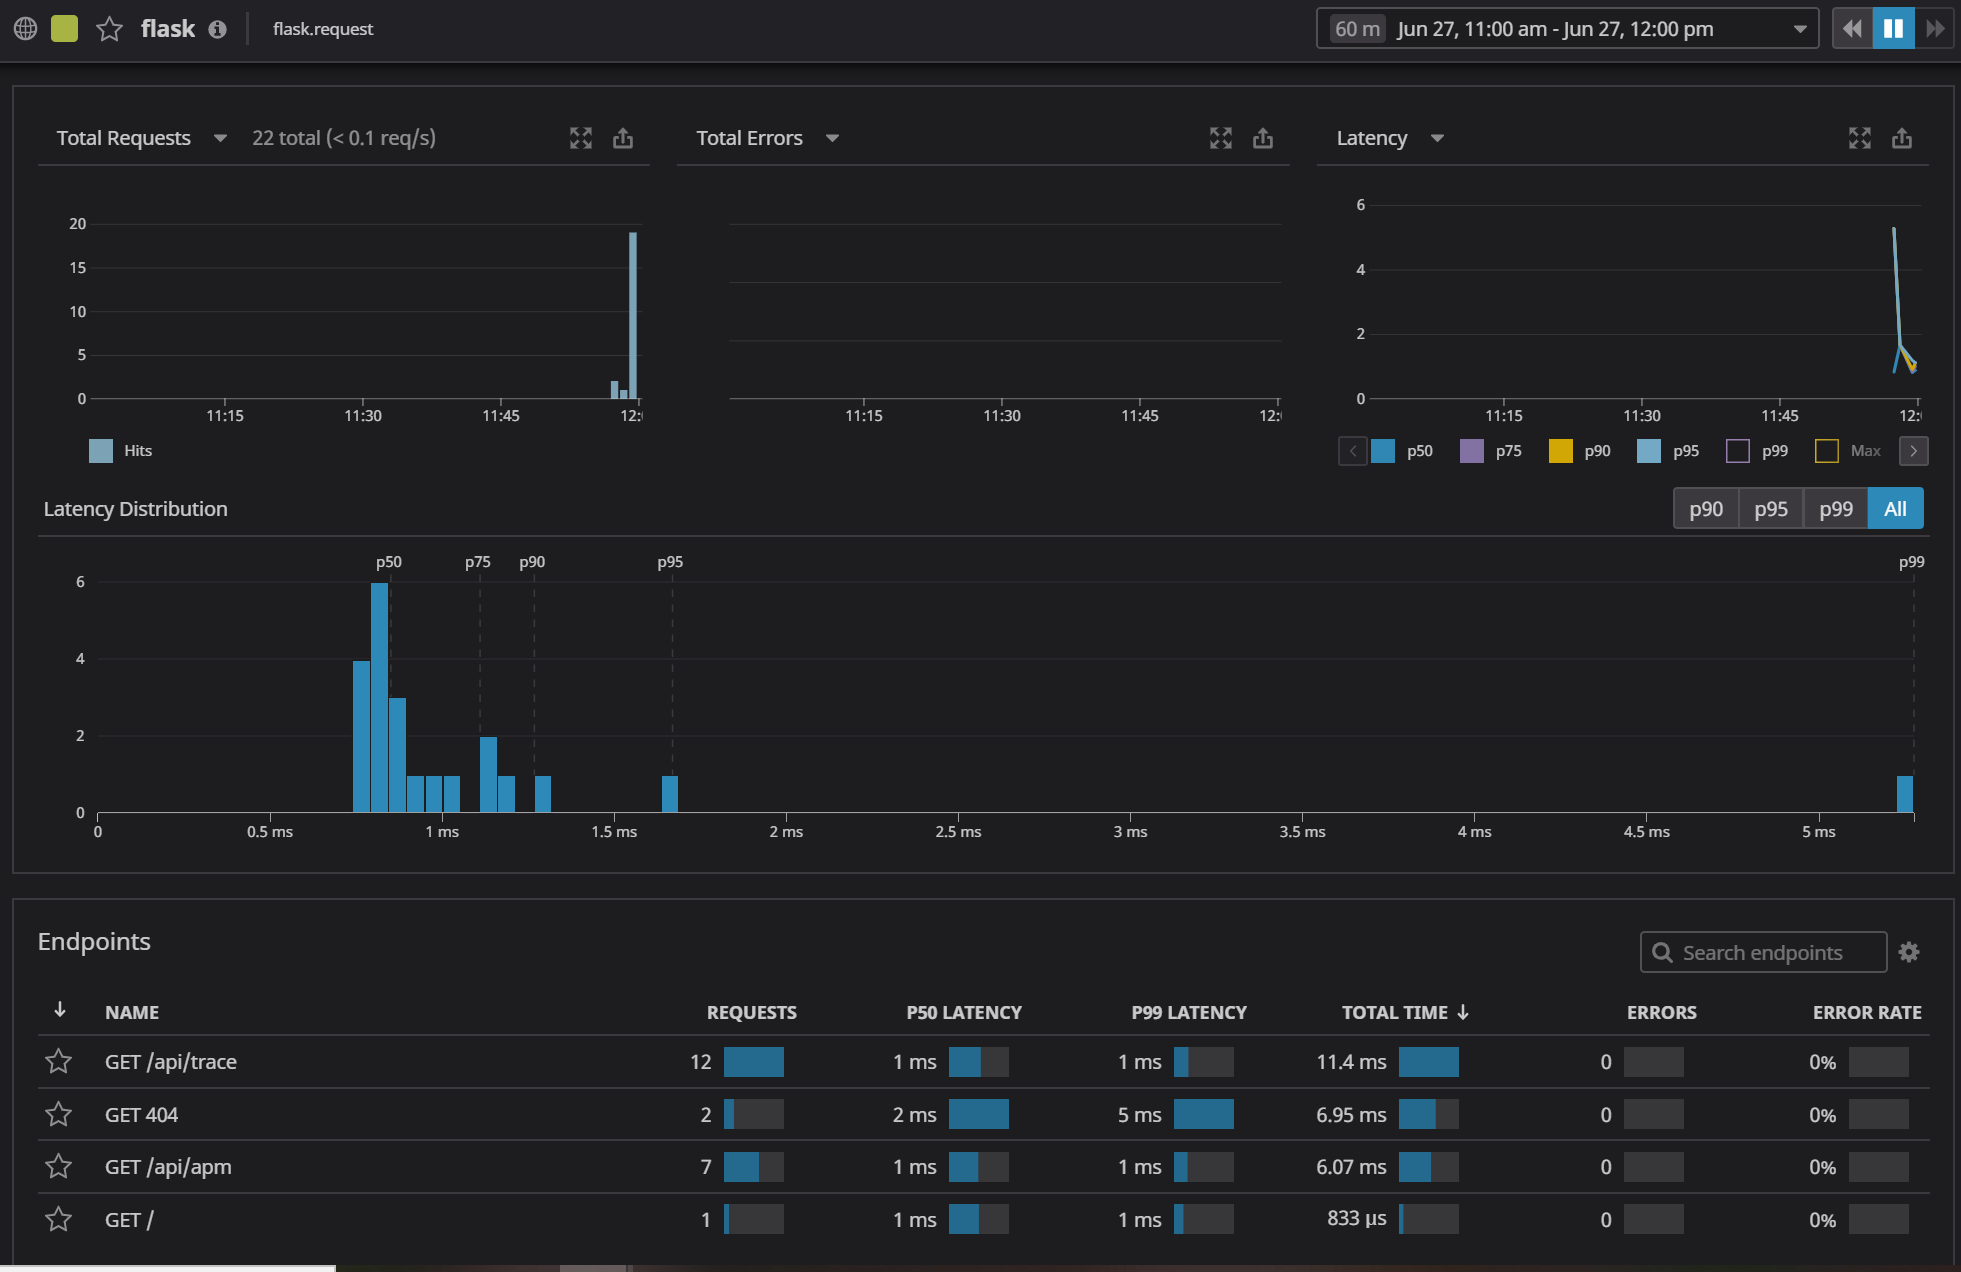 flask flask.request 60 m Jun 27, 11:00 am - Jun 27, 12:00 pm
Total Requests 22 total (< 0.1 req/s)
20
15
10
5
0
11:15 11:30 11:45 12:
Hits
Total Errors
11:15 11:30 11:45 12:
Latency
6
4
2
0
11:15 11:30 11:45 12:
p50 p75 p90 p95 p99 Max
Latency Distribution p90 p95 p99 All
p50 p75 p90 p95 p99
6
4
2
0
0 0.5 ms 1 ms 1.5 ms 2 ms 2.5 ms 3 ms 3.5 ms 4 ms 4.5 ms 5 ms
Endpoints
Search endpoints
NAME REQUESTS P50 LATENCY P99 LATENCY TOTAL TIME ERRORS ERROR RATE
GET /api/trace 12 1 ms 1 ms 11.4 ms 0 0%
GET 404 2 2 ms 5 ms 6.95 ms 0 0%
GET /api/apm 7 1 ms 1 ms 6.07 ms 0 0%
GET / 1 1 ms 1 ms 833 µs 0 0%